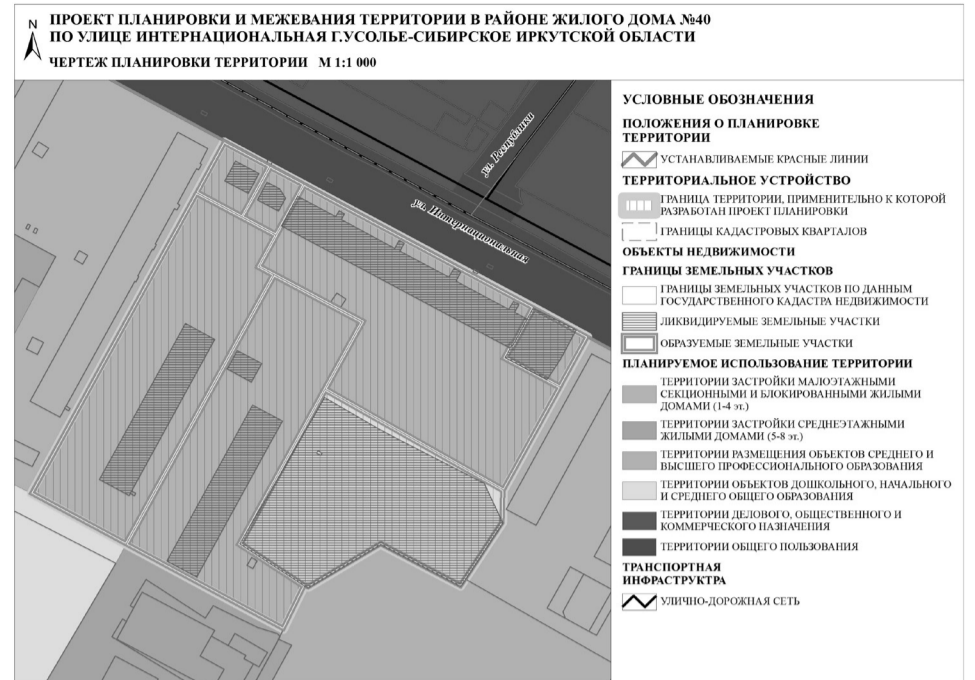 N
ПРОЕКТ ПЛАНИРОВКИ И МЕЖЕВАНИЯ ТЕРРИТОРИИ В РАЙОНЕ ЖИЛОГО ДОМА №40
ПО УЛИЦЕ ИНТЕРНАЦИОНАЛЬНАЯ Г.УСОЛЬЕ-СИБИРСКОЕ ИРКУТСКОЙ ОБЛАСТИ
ЧЕРТЕЖ ПЛАНИРОВКИ ТЕРРИТОРИИ М 1:1 000
ул. Республики
ул. Интернациональная
УСЛОВНЫЕ ОБОЗНАЧЕНИЯ
ПОЛОЖЕНИЯ О ПЛАНИРОВКЕ
ТЕРРИТОРИИ
УСТАНАВЛИВАЕМЫЕ КРАСНЫЕ ЛИНИИ
ТЕРРИТОРИАЛЬНОЕ УСТРОЙСТВО
ГРАНИЦА ТЕРРИТОРИИ, ПРИМЕНИТЕЛЬНО К КОТОРОЙ
РАЗРАБОТАН ПРОЕКТ ПЛАНИРОВКИ
ГРАНИЦЫ КАДАСТРОВЫХ КВАРТАЛОВ
ОБЪЕКТЫ НЕДВИЖИМОСТИ
ГРАНИЦЫ ЗЕМЕЛЬНЫХ УЧАСТКОВ
ГРАНИЦЫ ЗЕМЕЛЬНЫХ УЧАСТКОВ ПО ДАННЫМ
ГОСУДАРСТВЕННОГО КАДАСТРА НЕДВИЖИМОСТИ
ЛИКВИДИРУЕМЫЕ ЗЕМЕЛЬНЫЕ УЧАСТКИ
ОБРАЗУЕМЫЕ ЗЕМЕЛЬНЫЕ УЧАСТКИ
ПЛАНИРУЕМОЕ ИСПОЛЬЗОВАНИЕ ТЕРРИТОРИИ
ТЕРРИТОРИИ ЗАСТРОЙКИ МАЛОЭТАЖНЫМИ
СЕКЦИОННЫМИ И БЛОКИРОВАННЫМИ ЖИЛЫМИ
ДОМАМИ (1-4 эт.)
ТЕРРИТОРИИ ЗАСТРОЙКИ СРЕДНЕЭТАЖНЫМИ
ЖИЛЫМИ ДОМАМИ (5-8 эт.)
ТЕРРИТОРИИ РАЗМЕЩЕНИЯ ОБЪЕКТОВ СРЕДНЕГО И
ВЫСШЕГО ПРОФЕССИОНАЛЬНОГО ОБРАЗОВАНИЯ
ТЕРРИТОРИИ ОБЪЕКТОВ ДОШКОЛЬНОГО, НАЧАЛЬНОГО
И СРЕДНЕГО ОБЩЕГО ОБРАЗОВАНИЯ
ТЕРРИТОРИИ ДЕЛОВОГО, ОБЩЕСТВЕННОГО И
КОММЕРЧЕСКОГО НАЗНАЧЕНИЯ
ТЕРРИТОРИИ ОБЩЕГО ПОЛЬЗОВАНИЯ
ТРАНСПОРТНАЯ
ИНФРАСТРУКТРА
УЛИЧНО-ДОРОЖНАЯ СЕТЬ